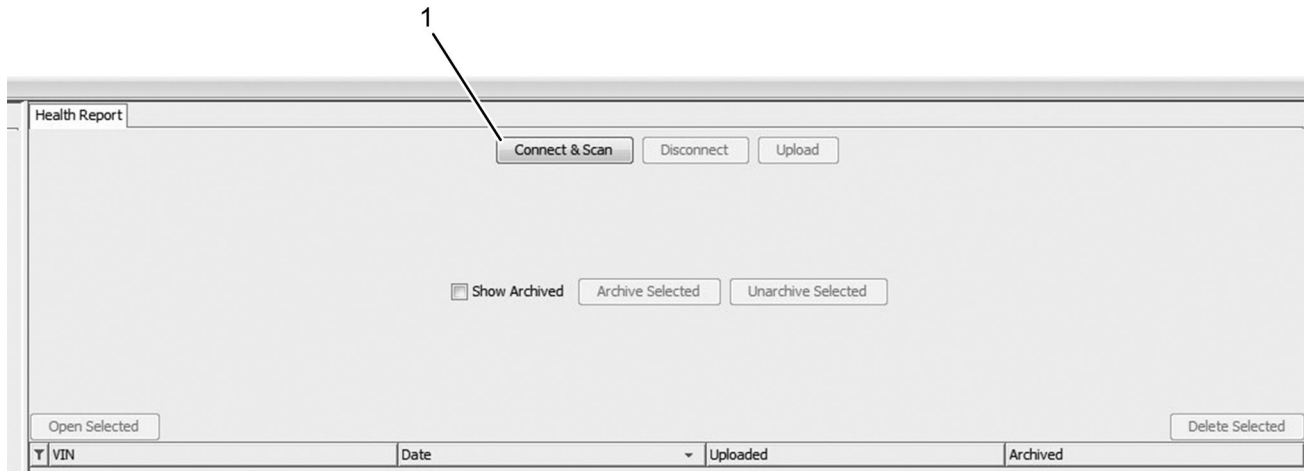 1
Health Report
Connect & Scan Disconnect Upload
Show Archived Archive Selected Unarchive Selected
Open Selected Delete Selected
VIN Date Uploaded Archived